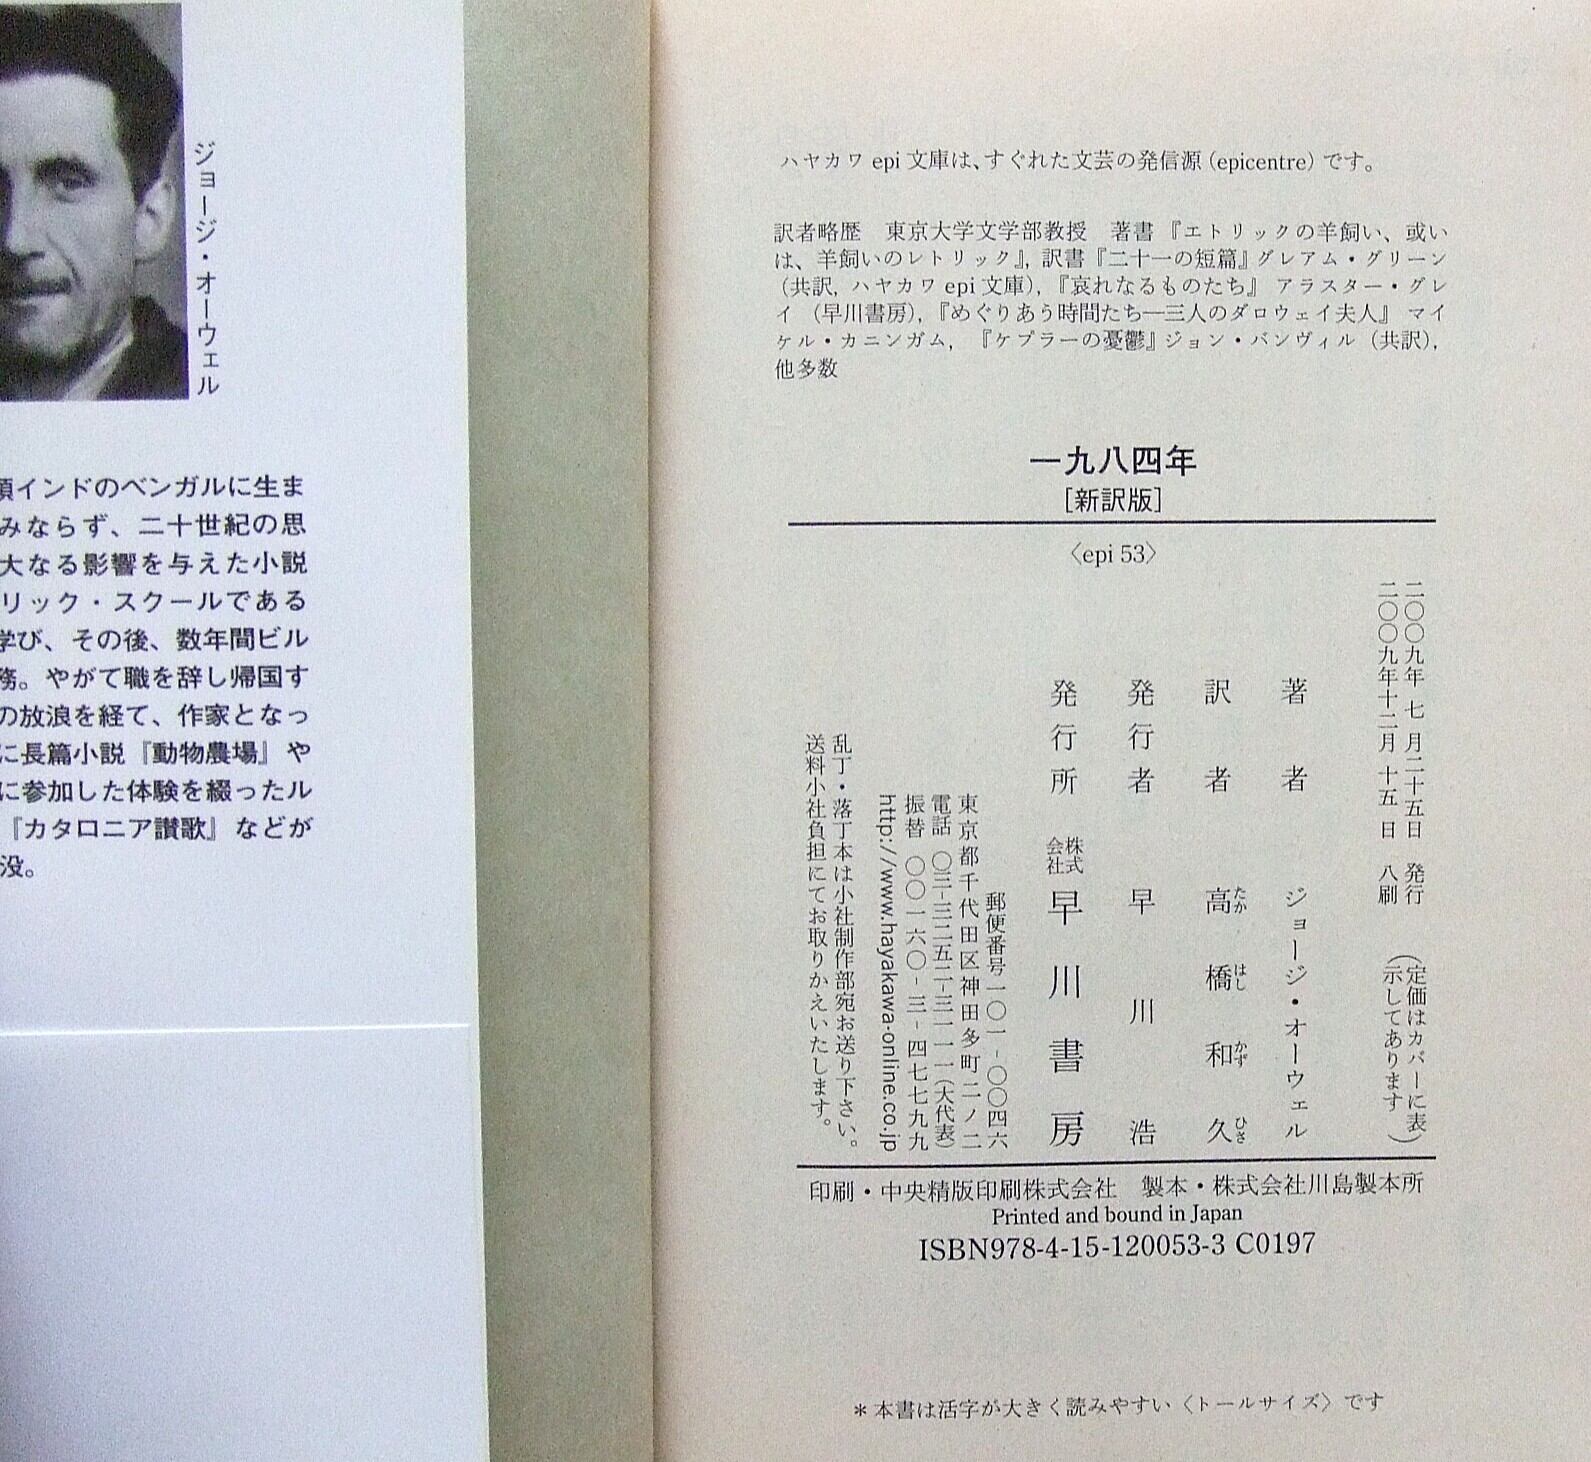 ジョージ・オーウェル
領インドのベンガルに生ま
みならず、二十世紀の思
大なる影響を与えた小説
リック・スクールである
学び、その後、数年間ビル
務。やがて職を辞し帰国す
の放浪を経て、作家となっ
に長篇小説『動物農場』や
に参加した体験を綴ったル
『カタロニア讃歌』などが
没。
ハヤカワ epi 文庫は、すぐれた文芸の発信源（epicentre）です。
訳者略歴　東京大学文学部教授　著書『エトリックの羊飼い、或い
は、羊飼いのレトリック』，訳書『二十一の短篇』グレアム・グリーン
（共訳，ハヤカワ epi 文庫），『哀れなるものたち』アラスター・グレ
イ（早川書房），『めぐりあう時間たち―三人のダロウェイ夫人』マイ
ケル・カニンガム，『ケプラーの憂鬱』ジョン・バンヴィル（共訳），
他多数
一九八四年
［新訳版］
〈epi 53〉
二〇〇九年七月二十五日　発行
二〇〇九年十二月十五日　八刷
（定価はカバーに表
示してあります）
著者　ジョージ・オーウェル
訳者　高橋和久
たかはしかずひさ
発行者　早川浩
発行所　株式会社　早川書房
郵便番号一〇一-〇〇四六
東京都千代田区神田多町二ノ二
電話　〇三-三二五二-三一一一（大代表）
振替　〇〇一六〇-三-四七七九九
http://www.hayakawa-online.co.jp
乱丁・落丁本は小社制作部宛お送り下さい。
送料小社負担にてお取りかえいたします。
印刷・中央精版印刷株式会社　製本・株式会社川島製本所
Printed and bound in Japan
ISBN978-4-15-120053-3 C0197
＊本書は活字が大きく読みやすい〈トールサイズ〉です